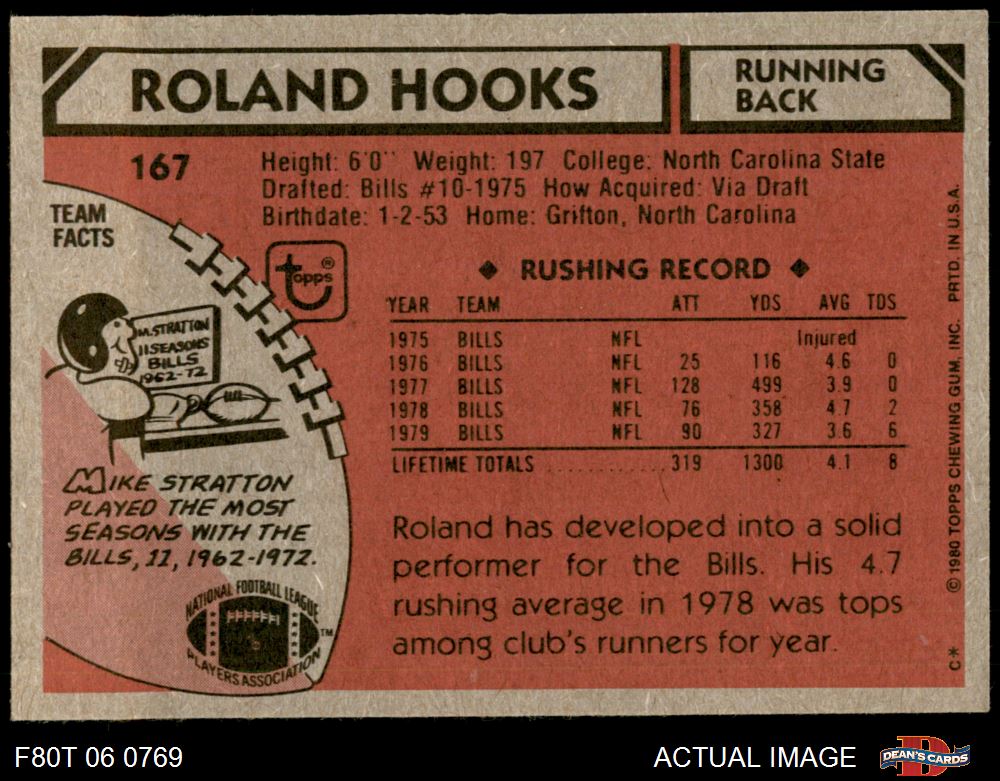 ROLAND HOOKS
RUNNING
BACK
167
Height: 6'0" Weight: 197 College: North Carolina State
Drafted: Bills #10-1975 How Acquired: Via Draft
Birthdate: 1-2-53 Home: Grifton, North Carolina
TEAM
FACTS
topps®
M. STRATTON
11 SEASONS
BILLS
1962-72
MIKE STRATTON
PLAYED THE MOST
SEASONS WITH THE
BILLS, 11, 1962-1972.
NATIONAL FOOTBALL LEAGUE
PLAYERS ASSOCIATION
TM
◆ RUSHING RECORD ◆
YEAR TEAM ATT YDS AVG TDS
1975 BILLS NFL Injured
1976 BILLS NFL 25 116 4.6 0
1977 BILLS NFL 128 499 3.9 0
1978 BILLS NFL 76 358 4.7 2
1979 BILLS NFL 90 327 3.6 6
LIFETIME TOTALS ............ 319 1300 4.1 8
Roland has developed into a solid
performer for the Bills. His 4.7
rushing average in 1978 was tops
among club's runners for year.
© 1980 TOPPS CHEWING GUM, INC. PRTD. IN U.S.A.
C*
F80T 06 0769
ACTUAL IMAGE
D
DEAN'S CARDS